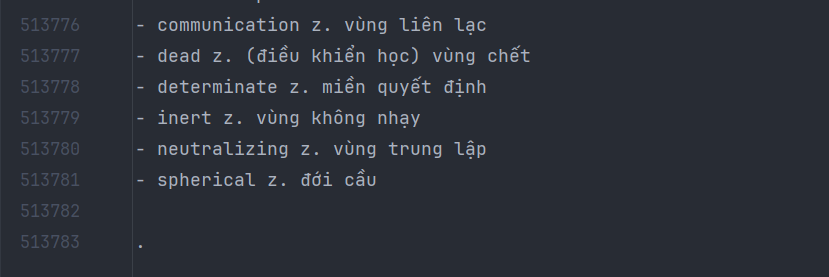 513776 - communication z. vùng liên lạc
513777 - dead z. (điều khiển học) vùng chết
513778 - determinate z. miền quyết định
513779 - inert z. vùng không nhạy
513780 - neutralizing z. vùng trung lập
513781 - spherical z. đới cầu
513782
513783 .